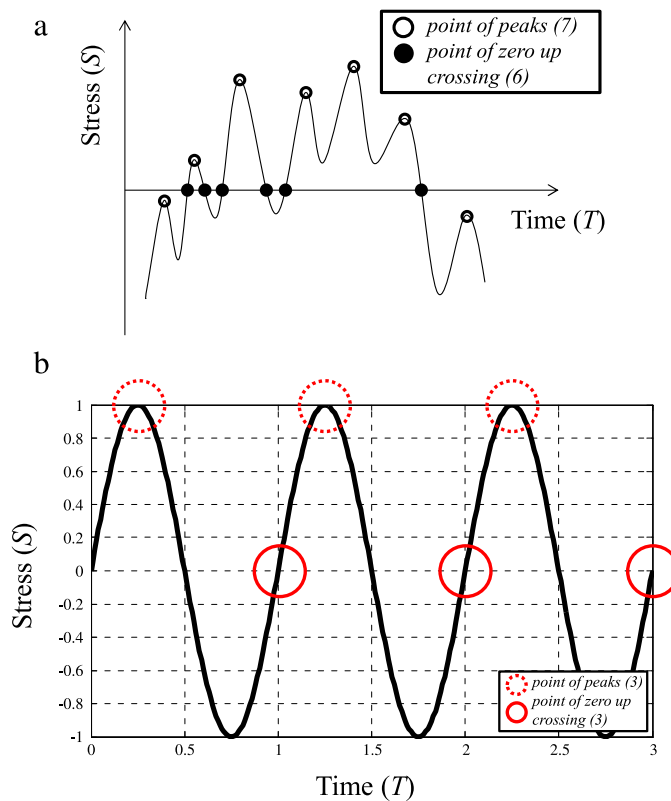 a
point of peaks (7)
point of zero up
crossing (6)
Stress (S)
Time (T)
b
1
0.8
0.6
0.4
0.2
0
-0.2
-0.4
-0.6
-0.8
-1
Stress (S)
point of peaks (3)
point of zero up
crossing (3)
0
0.5
1
1.5
2
2.5
3
Time (T)